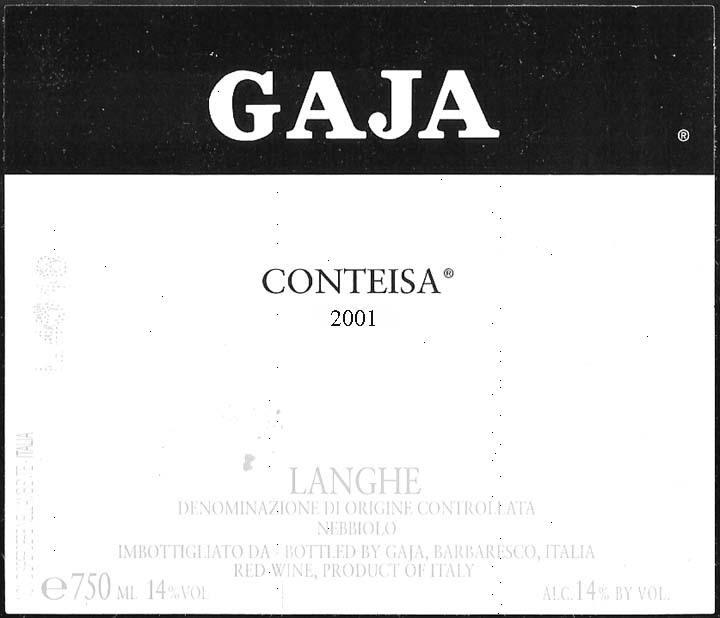 GAJA
®
CONTEISA®
2001
LANGHE
DENOMINAZIONE DI ORIGINE CONTROLLATA
NEBBIOLO
IMBOTTIGLIATO DA - BOTTLED BY GAJA, BARBARESCO, ITALIA
RED WINE, PRODUCT OF ITALY
e 750 ML 14% VOL
ALC. 14% BY VOL.
ITALIA